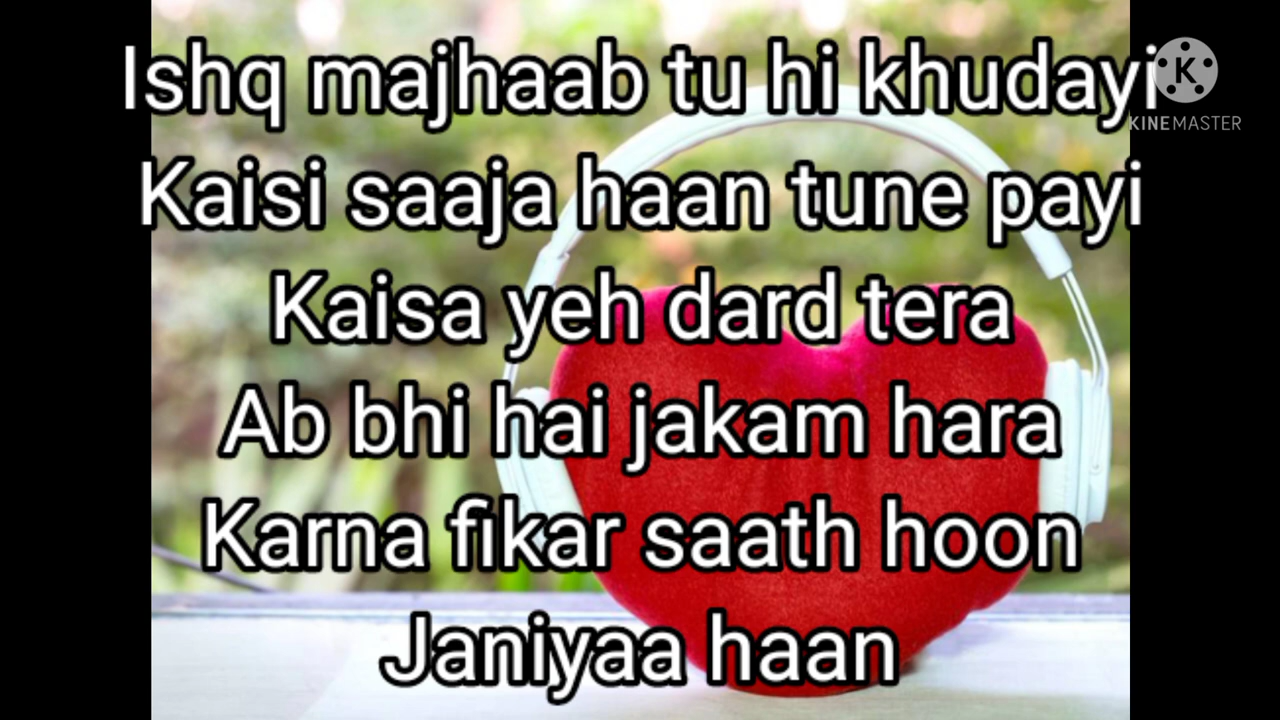 Ishq majhaab tu hi khudayi
Kaisi saaja haan tune payi
Kaisa yeh dard tera
Ab bhi hai jakam hara
Karna fikar saath hoon
Janiyaa haan
K
KINEMASTER